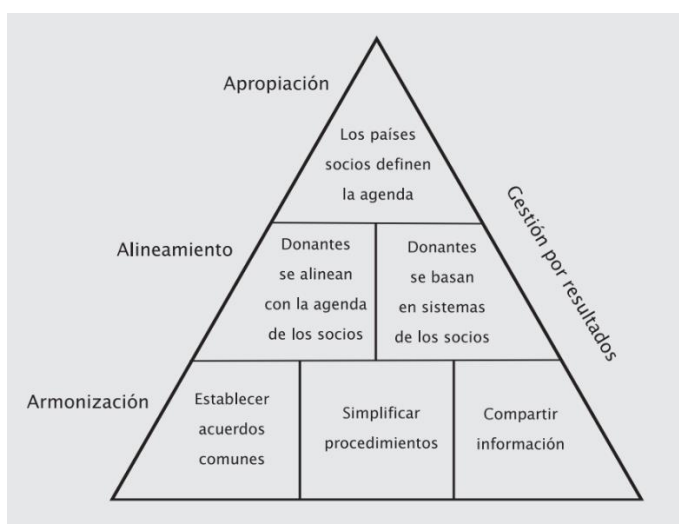 Apropiación
Los países
socios definen
la agenda
Gestión por resultados
Alineamiento
Donantes
se alinean
con la agenda
de los socios
Donantes
se basan
en sistemas
de los socios
Armonización
Establecer
acuerdos
comunes
Simplificar
procedimientos
Compartir
información